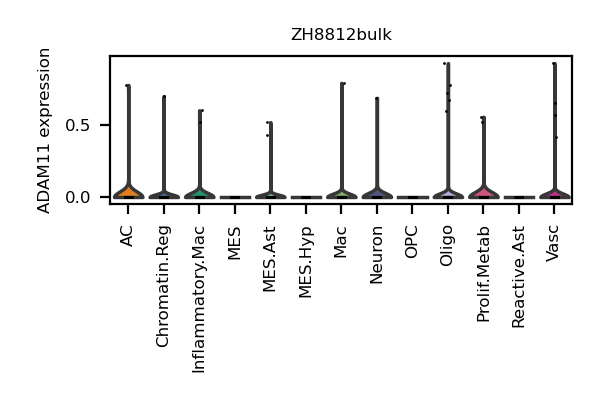 ZH8812bulk
ADAM11 expression
0.5
0.0
AC
Chromatin.Reg
Inflammatory.Mac
MES
MES.Ast
MES.Hyp
Mac
Neuron
OPC
Oligo
Prolif.Metab
Reactive.Ast
Vasc